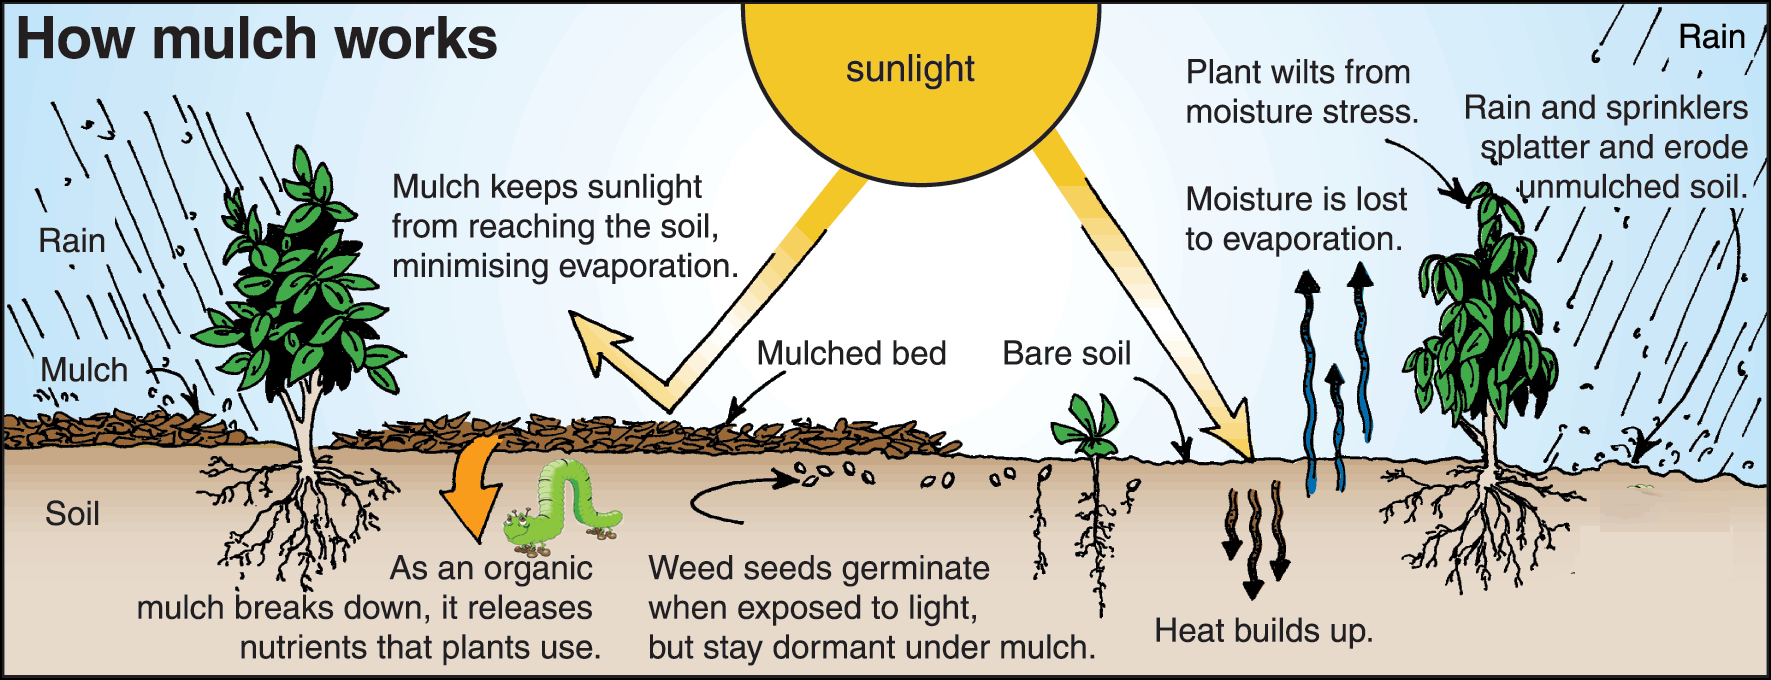 How mulch works
sunlight
Rain
Plant wilts from
moisture stress.
Rain and sprinklers
splatter and erode
unmulched soil.
Mulch keeps sunlight
from reaching the soil,
minimising evaporation.
Moisture is lost
to evaporation.
Rain
Mulch
Mulched bed
Bare soil
Soil
As an organic
mulch breaks down, it releases
nutrients that plants use.
Weed seeds germinate
when exposed to light,
but stay dormant under mulch.
Heat builds up.